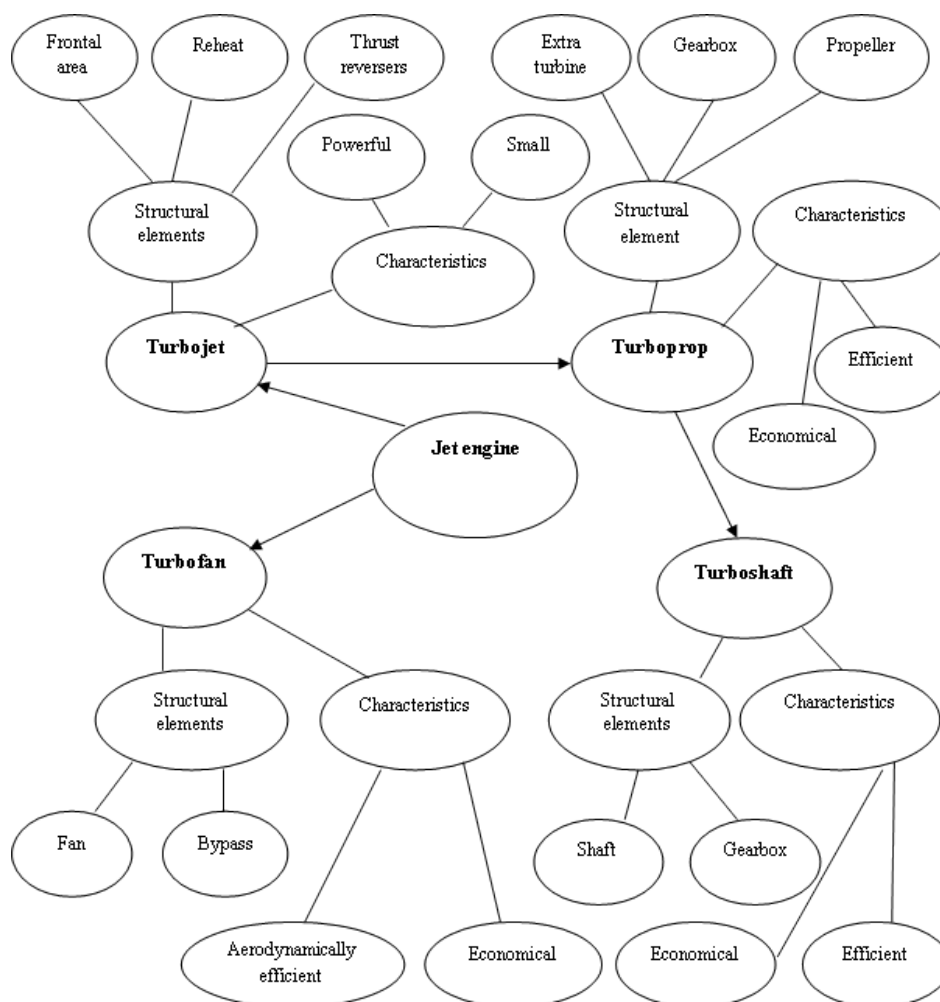 Frontal
area
Reheat
Thrust
reversers
Extra
turbine
Gearbox
Propeller
Powerful
Small
Structural
elements
Characteristics
Structural
element
Characteristics
Turbojet
Turboprop
Efficient
Economical
Jet engine
Turbofan
Turboshaft
Structural
elements
Characteristics
Structural
elements
Characteristics
Fan
Bypass
Shaft
Gearbox
Aerodynamically
efficient
Economical
Economical
Efficient